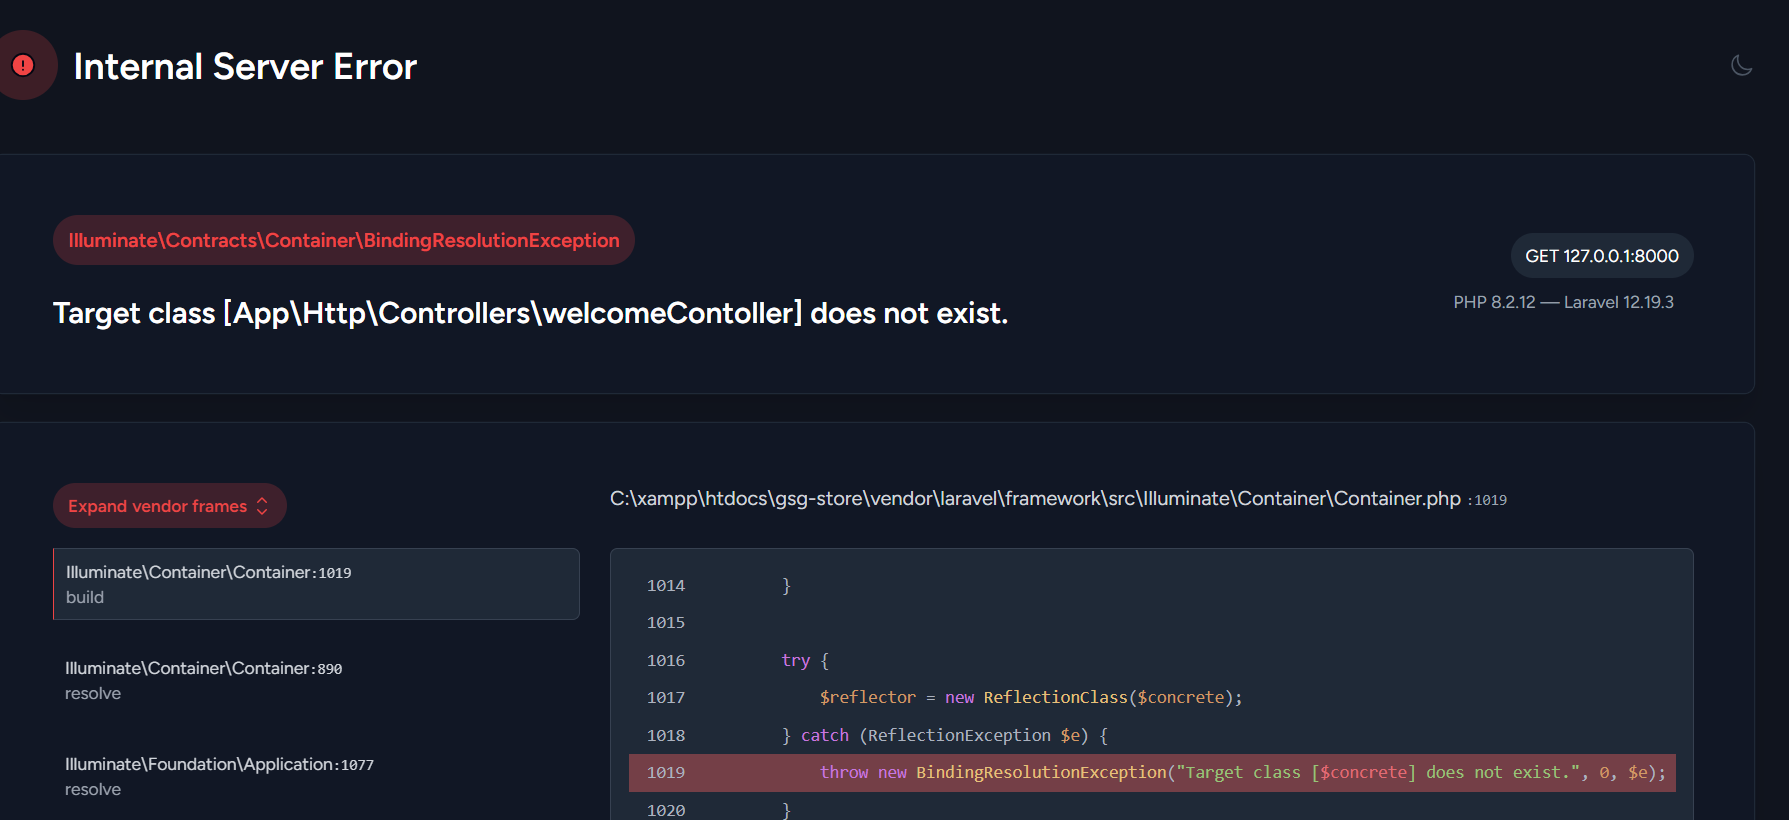 Internal Server Error
Illuminate\Contracts\Container\BindingResolutionException
GET 127.0.0.1:8000
PHP 8.2.12 — Laravel 12.19.3
Target class [App\Http\Controllers\welcomeContoller] does not exist.
Expand vendor frames
Illuminate\Container\Container:1019
build
Illuminate\Container\Container:890
resolve
Illuminate\Foundation\Application:1077
resolve
C:\xampp\htdocs\gsg-store\vendor\laravel\framework\src\Illuminate\Container\Container.php :1019
1014 }
1015
1016 try {
1017 $reflector = new ReflectionClass($concrete);
1018 } catch (ReflectionException $e) {
1019 throw new BindingResolutionException("Target class [$concrete] does not exist.", 0, $e);
1020 }